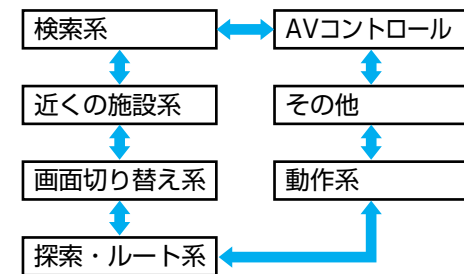 検索系
AVコントロール
近くの施設系
その他
画面切り替え系
動作系
探索・ルート系